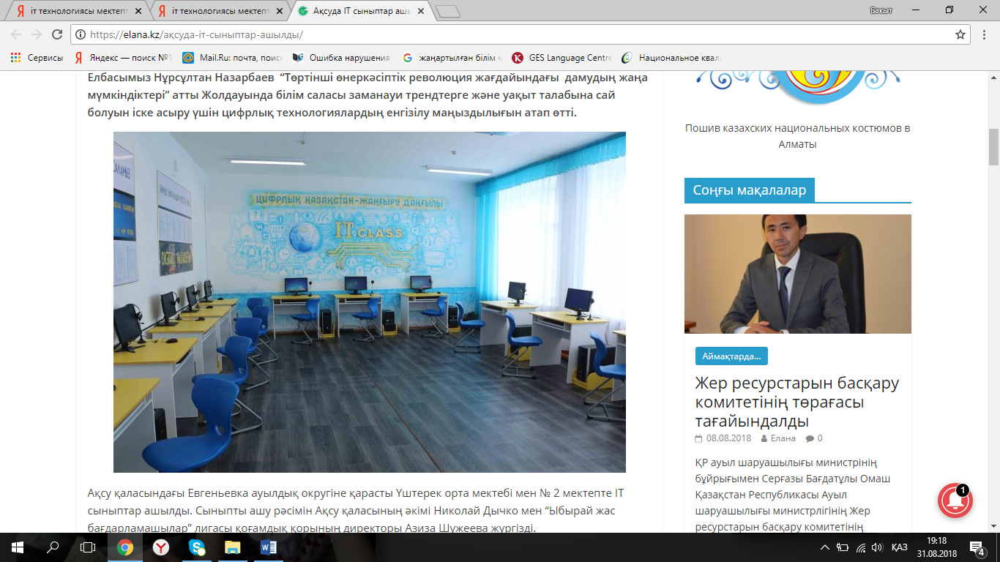 іт технологиясы мектепт
іт технологиясы мектепт
Ақсуда ІТ сыныптар аш
Бакыт
https://elana.kz/ақсуда-іт-сыныптар-ашылды/
Сервисы
Яндекс — поиск №1
Mail.Ru: почта, поис
Ошибка нарушения
жаңартылған білім
GES Language Centre
Национальное квал
Елбасымыз Нұрсұлтан Назарбаев “Төртінші өнеркәсіптік революция жағдайындағы дамудың жаңа
мүмкіндіктері” атты Жолдауында білім саласы заманауи трендтерге және уақыт талабына сай
болуын іске асыру үшін цифрлық технологиялардың енгізілу маңыздылығын атап өтті.
ЦИФРЛЫҚ ҚАЗАҚСТАН-ЖАҢҒЫРУ ДАҢҒЫЛЫ
IT CLASS
Ақсу қаласындағы Евгеньевка ауылдық округіне қарасты Үштерек орта мектебі мен № 2 мектепте ІТ
сыныптар ашылды. Сыныпты ашу рәсімін Ақсу қаласының әкімі Николай Дычко мен “Ыбырай жас
бағдарламашылар” лигасы қоғамдық қорының директоры Азиза Шужеева жүргізді.
Пошив казахских национальных костюмов в
Алматы
Соңғы мақалалар
Аймақтарда...
Жер ресурстарын басқару
комитетінің төрағасы
тағайындалды
08.08.2018 Елана 0
ҚР ауыл шаруашылығы министрінің
бұйрығымен Серғазы Бағдатұлы Омаш
Қазақстан Республикасы Ауыл
шаруашылығы министрлігінің Жер
ресурстарын басқару комитетінің
1
ҚАЗ
19:18
31.08.2018
4